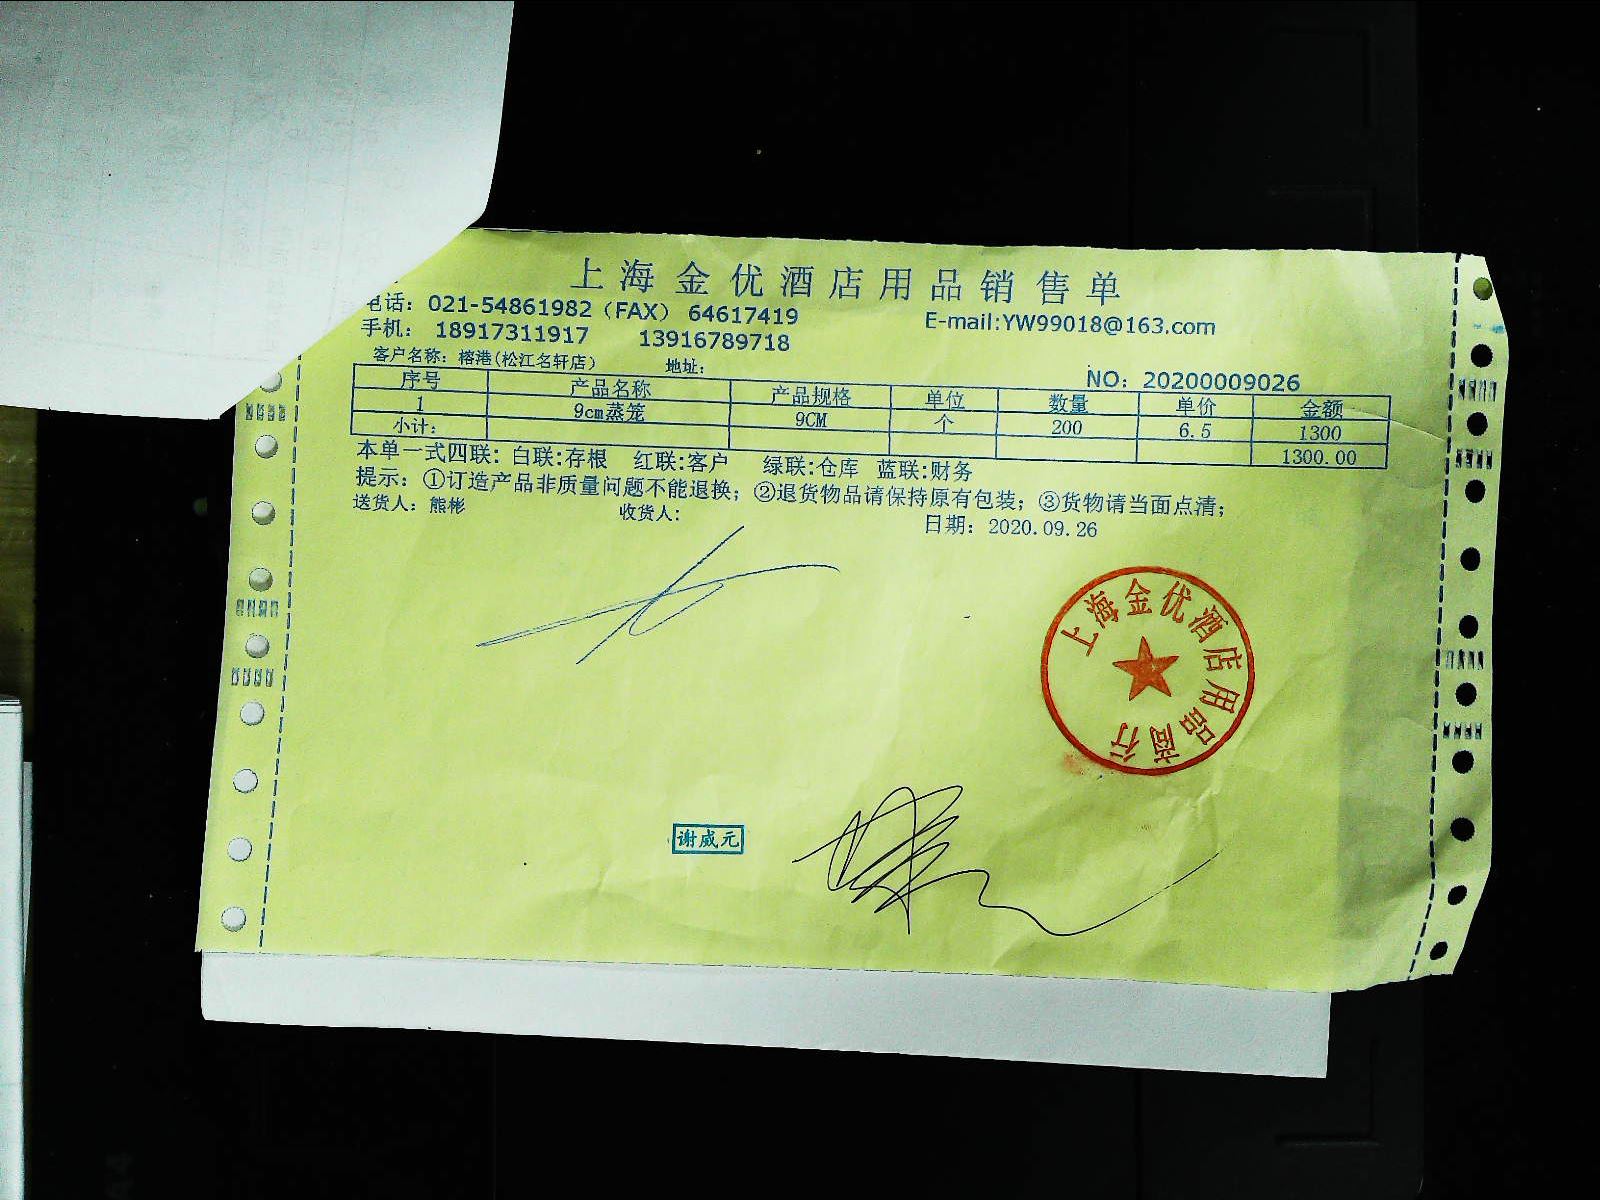 上海金优酒店用品销售单
电话：021-54861982（FAX） 64617419
E-mail:YW99018@163.com
手机： 18917311917 13916789718
客户名称：榕港(松江名轩店） 地址：
NO：20200009026
序号 产品名称 产品规格 单位 数量 单价 金额
1 9cm蒸笼 9CM 个 200 6.5 1300
小计： 1300.00
本单一式四联：白联:存根 红联:客户 绿联:仓库 蓝联:财务
提示：①订造产品非质量问题不能退换；②退货物品请保持原有包装；③货物请当面点清；
送货人：熊彬 收货人： 日期：2020.09.26
上海金优酒店用品商行
谢威元